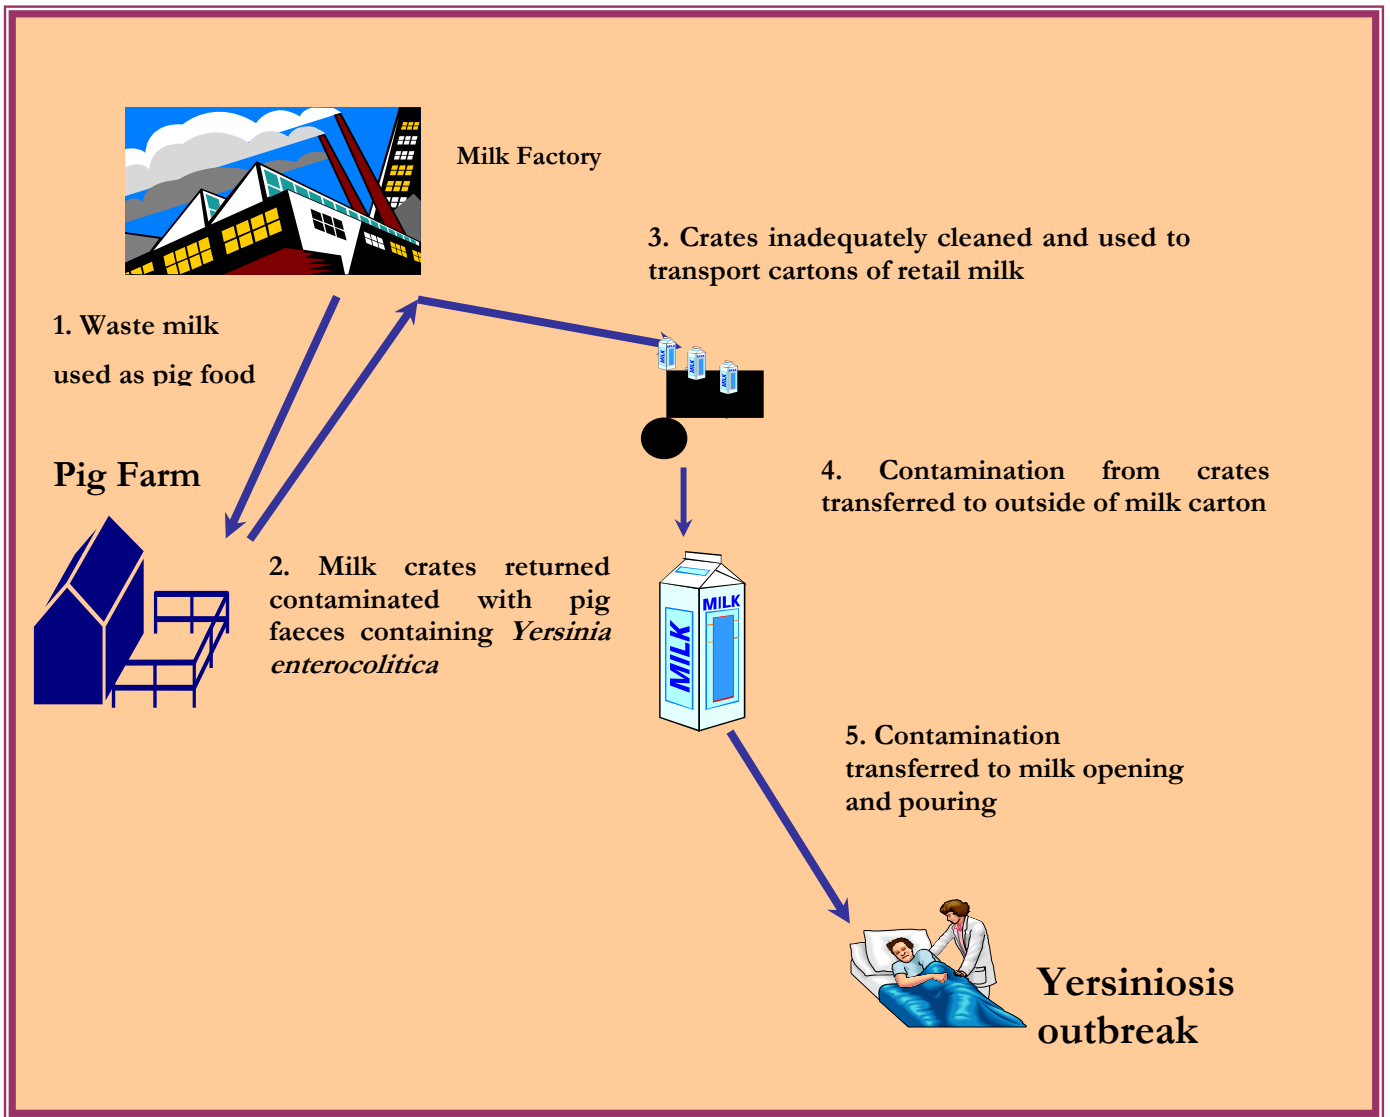 Milk Factory
3. Crates inadequately cleaned and used to
transport cartons of retail milk
1. Waste milk
used as pig food
Pig Farm
4. Contamination from crates
transferred to outside of milk carton
2. Milk crates returned
contaminated with pig
faeces containing Yersinia
enterocolitica
MILK
MILK
5. Contamination
transferred to milk opening
and pouring
Yersiniosis
outbreak